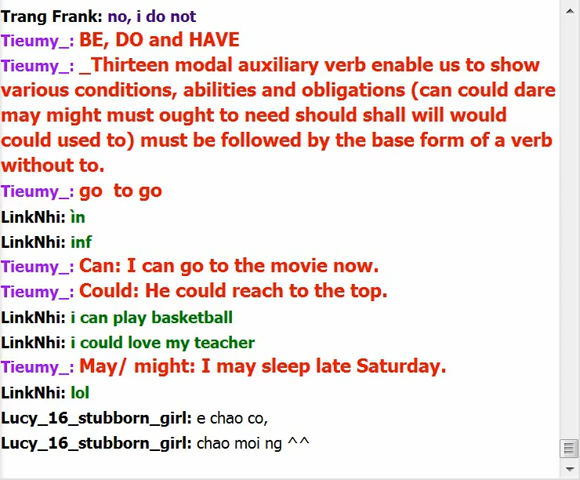 Trang Frank: no, i do not
Tieumy_: BE, DO and HAVE
Tieumy_: _Thirteen modal auxiliary verb enable us to show
various conditions, abilities and obligations (can could dare
may might must ought to need should shall will would
could used to) must be followed by the base form of a verb
without to.
Tieumy_: go  to go
LinkNhi: ìn
LinkNhi: inf
Tieumy_: Can: I can go to the movie now.
Tieumy_: Could: He could reach to the top.
LinkNhi: i can play basketball
LinkNhi: i could love my teacher
Tieumy_: May/ might: I may sleep late Saturday.
LinkNhi: lol
Lucy_16_stubborn_girl: e chao co,
Lucy_16_stubborn_girl: chao moi ng ^^